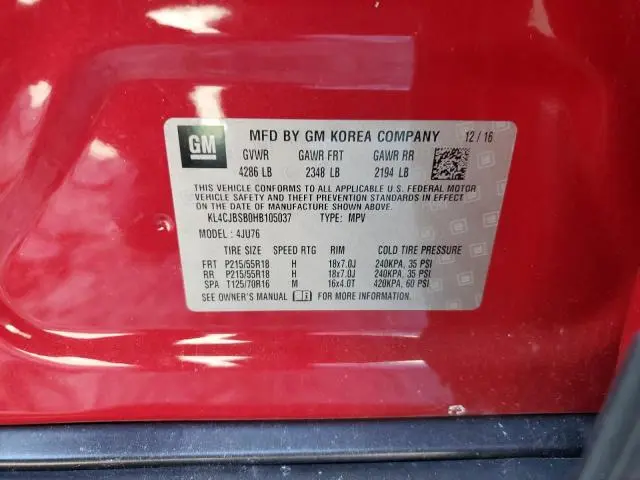 GM MFD BY GM KOREA COMPANY 12/16
GVWR GAWR FRT GAWR RR
4286 LB 2348 LB 2194 LB
THIS VEHICLE CONFORMS TO ALL APPLICABLE U.S. FEDERAL MOTOR
VEHICLE SAFETY AND THEFT PREVENTION STANDARDS IN EFFECT
ON THE DATE OF MANUFACTURE SHOWN ABOVE.
KL4CJBSB0HB105037 TYPE: MPV
MODEL: 4JU76
TIRE SIZE SPEED RTG RIM COLD TIRE PRESSURE
FRT P215/55R18 H 18x7.0J 240KPA, 35 PSI
RR P215/55R18 H 18x7.0J 240KPA, 35 PSI
SPA T125/70R16 M 16x4.0T 420KPA, 60 PSI
SEE OWNER'S MANUAL FOR MORE INFORMATION.